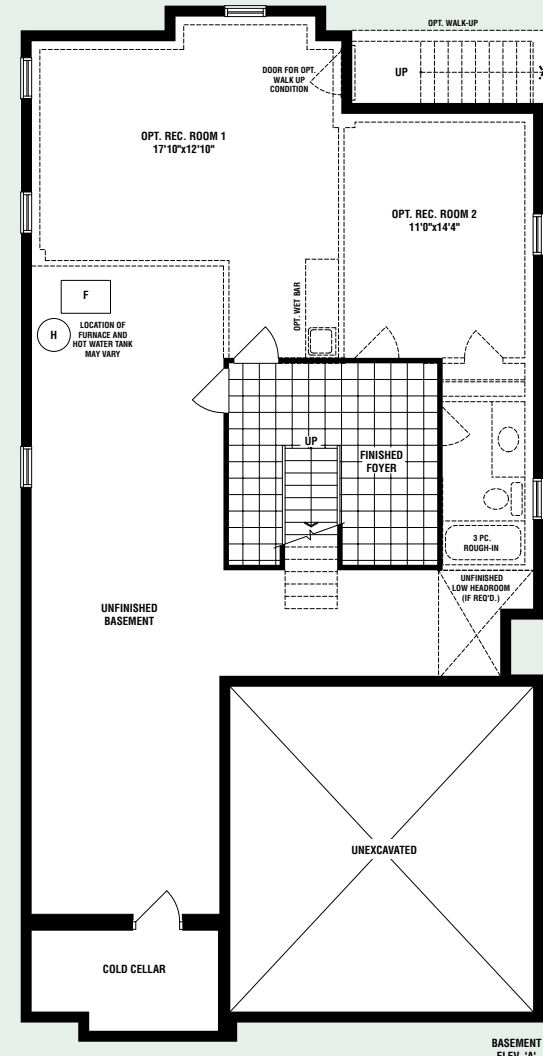 OPT. WALK-UP
DOOR FOR OPT.
WALK UP
CONDITION
UP
OPT. REC. ROOM 1
17'10"x12'10"
OPT. REC. ROOM 2
11'0"x14'4"
OPT. WET BAR
F
H
LOCATION OF
FURNACE AND
HOT WATER TANK
MAY VARY
UP
FINISHED
FOYER
3 PC.
ROUGH-IN
UNFINISHED
LOW HEADROOM
(IF REQ'D.)
UNFINISHED
BASEMENT
UNEXCAVATED
COLD CELLAR
BASEMENT
ELEV. 'A'